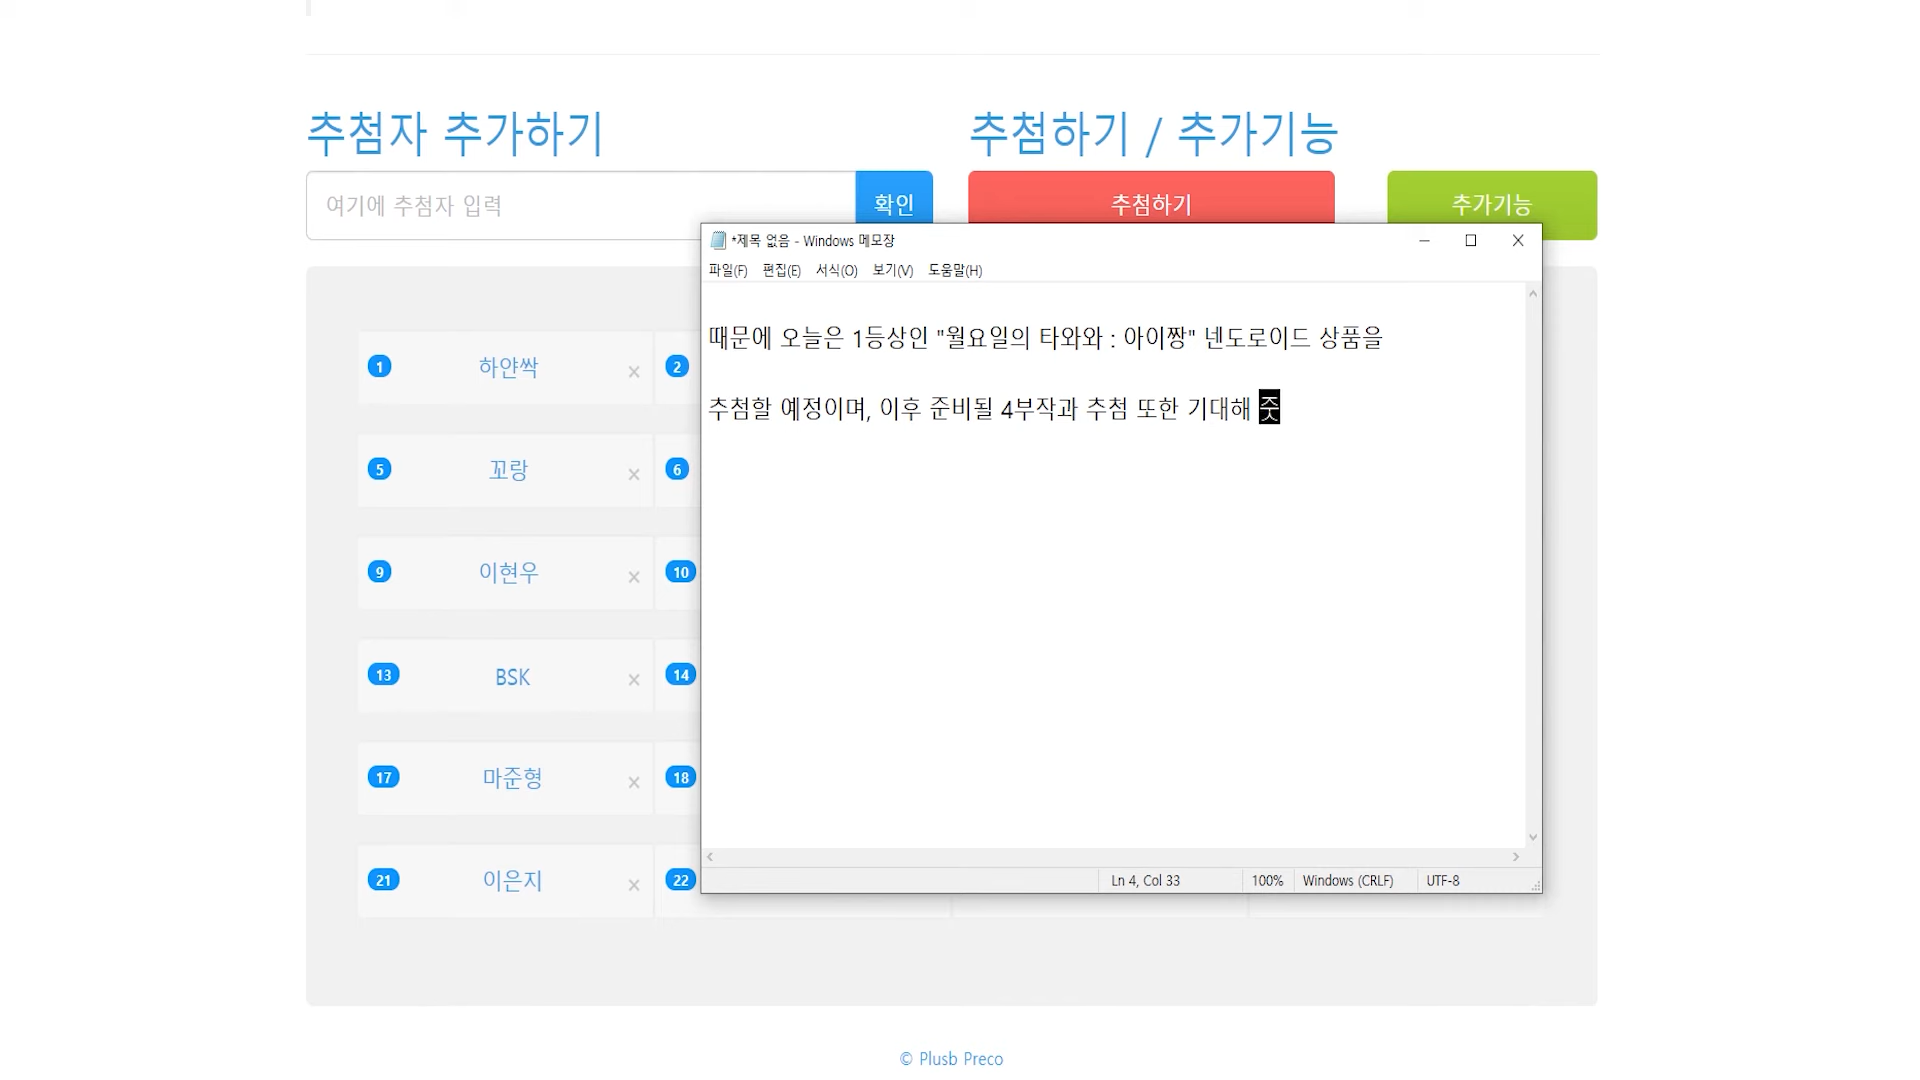 추첨자 추가하기
추첨하기 / 추가기능
여기에 추첨자 입력
확인
추첨하기
추가기능
*제목 없음 - Windows 메모장
파일(F) 편집(E) 서식(O) 보기(V) 도움말(H)
때문에 오늘은 1등상인 "월요일의 타와와 : 아이짱" 넨도로이드 상품을
추첨할 예정이며, 이후 준비될 4부작과 추첨 또한 기대해 줏
Ln 4, Col 33 100% Windows (CRLF) UTF-8
1 하얀싹 × 2
5 꼬랑 × 6
9 이현우 × 10
13 BSK × 14
17 마준형 × 18
21 이은지 × 22
© Plusb Preco